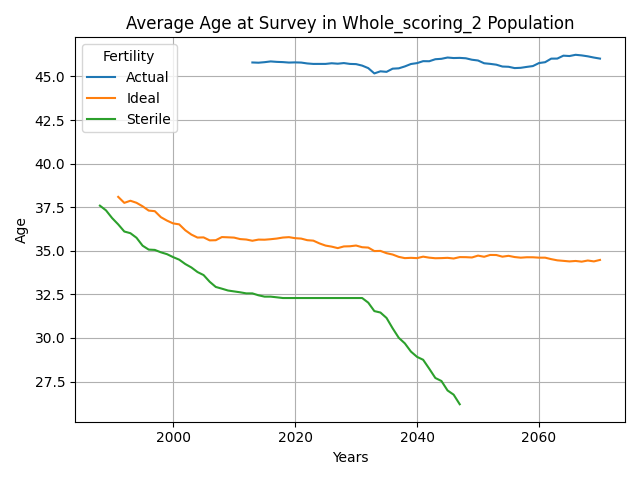 Average Age at Survey in Whole_scoring_2 Population
Fertility
Actual
Ideal
Sterile
45.0
42.5
40.0
37.5
35.0
32.5
30.0
27.5
Age
2000
2020
2040
2060
Years